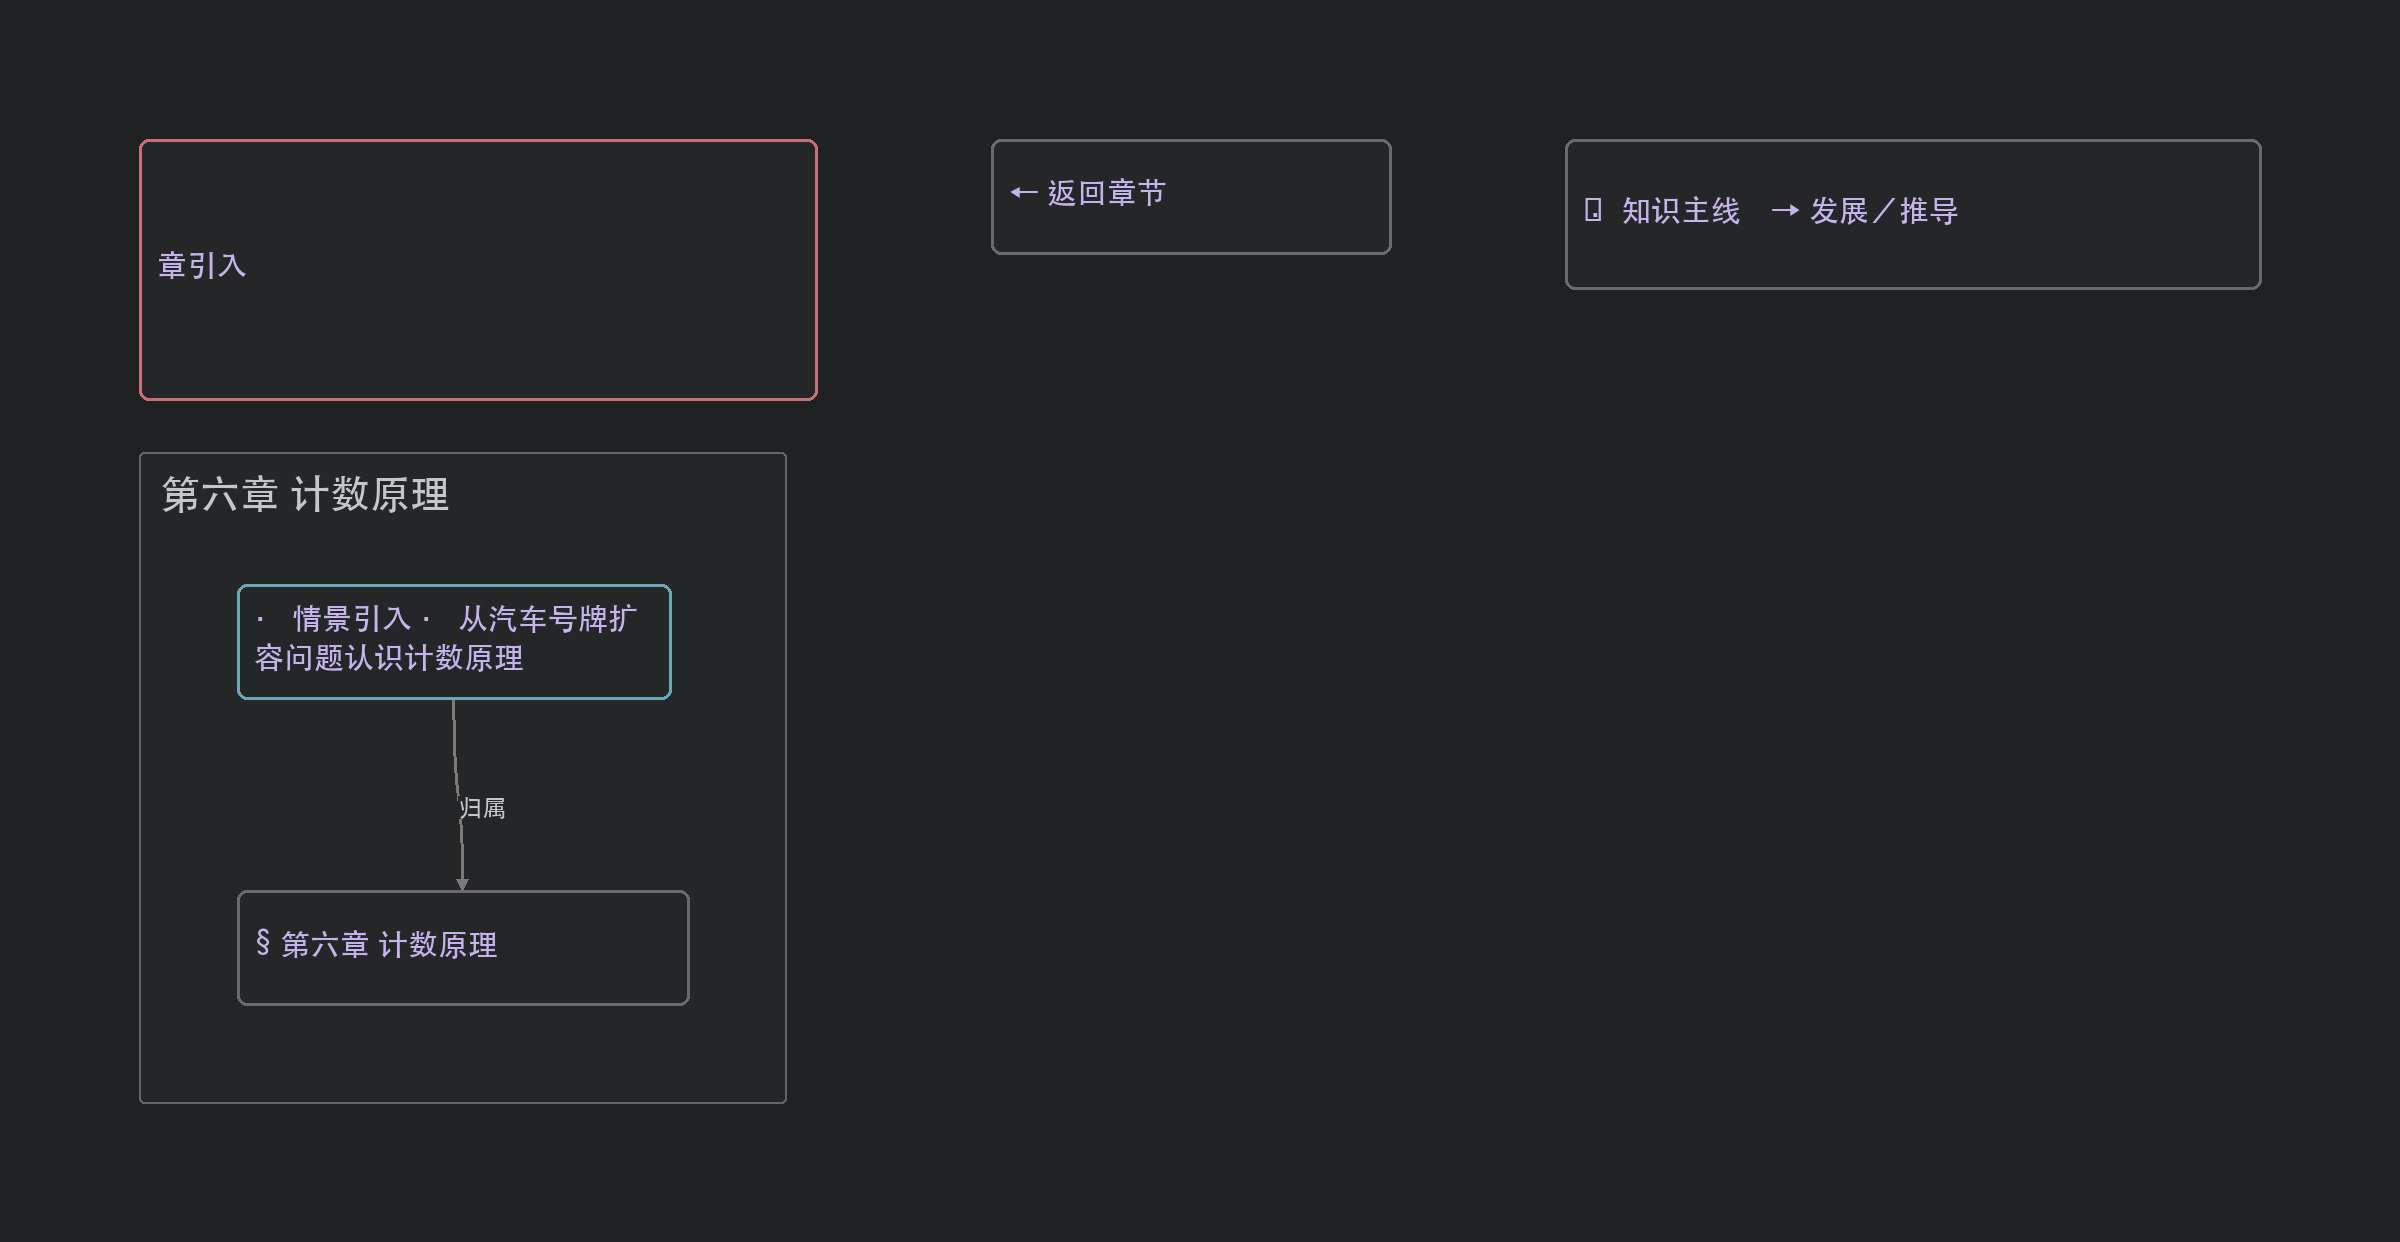 章引入
← 返回章节
知识主线 → 发展／推导
第六章 计数原理
· 情景引入 · 从汽车号牌扩
容问题认识计数原理
归属
§ 第六章 计数原理